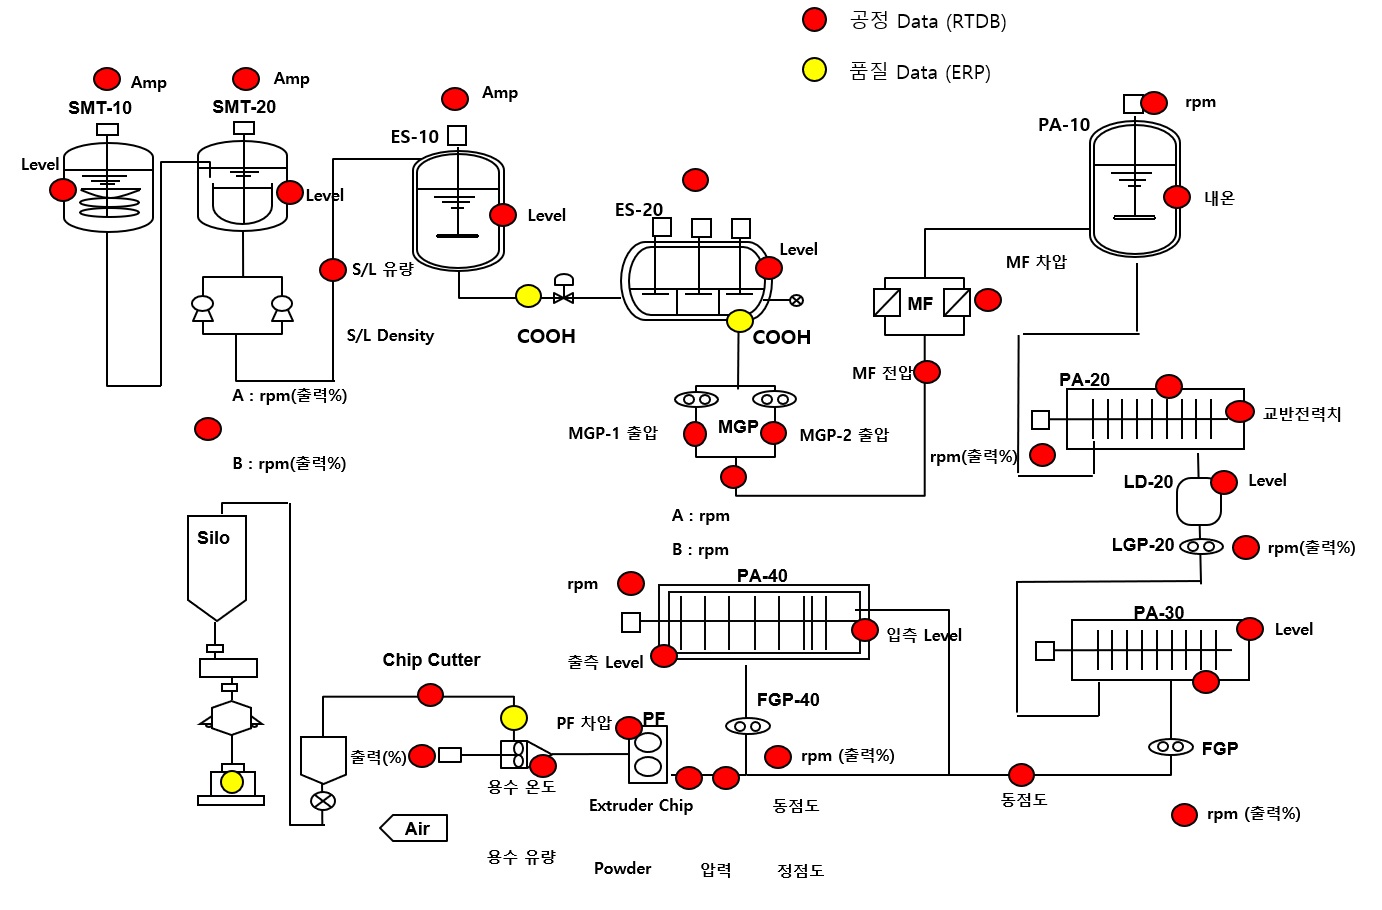 공정 Data (RTDB)
품질 Data (ERP)
Amp
SMT-10
Level
Amp
SMT-20
Level
Amp
ES-10
Level
S/L 유량
S/L Density
A : rpm(출력%)
B : rpm(출력%)
COOH
ES-20
Level
COOH
MGP-1 출압
MGP
MGP-2 출압
A : rpm
B : rpm
MF
MF 차압
MF 전압
rpm
PA-10
내온
PA-20
교반전력치
rpm(출력%)
LD-20
Level
LGP-20
rpm(출력%)
PA-30
Level
FGP
rpm (출력%)
동점도
PA-40
rpm
입측 Level
출측 Level
FGP-40
rpm (출력%)
동점도
정점도
압력
PF 차압
PF
Extruder Chip
Powder
용수 온도
용수 유량
출력(%)
Chip Cutter
Air
Silo